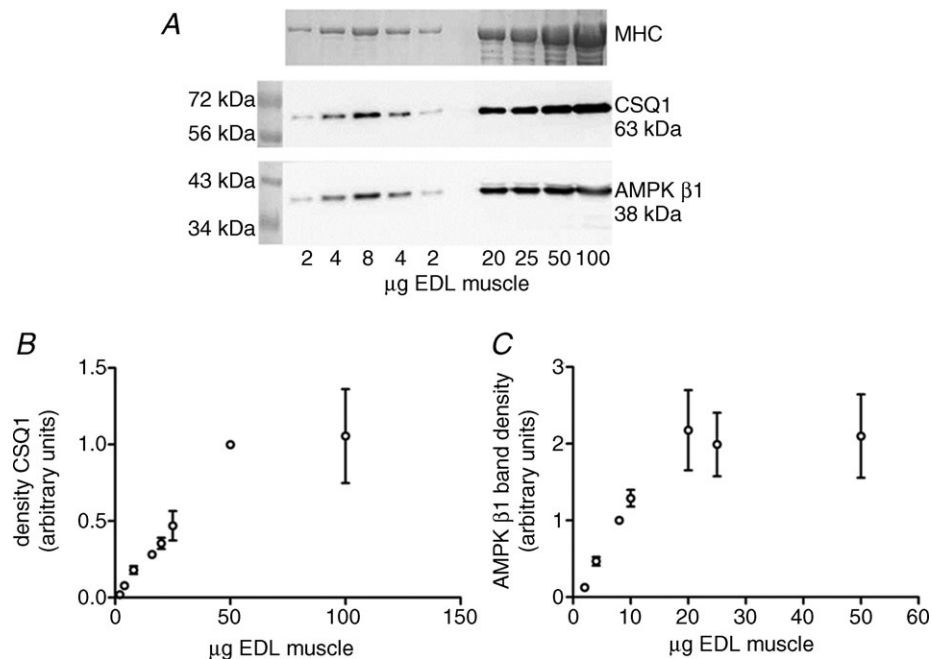 A
MHC
72 kDa
56 kDa
CSQ1
63 kDa
43 kDa
34 kDa
AMPK β1
38 kDa
2 4 8 4 2 20 25 50 100
μg EDL muscle
B
density CSQ1
(arbitrary units)
1.5
1.0
0.5
0.0
0 50 100 150
μg EDL muscle
C
AMPK β1 band density
(arbitrary units)
3
2
1
0
0 10 20 30 40 50 60
μg EDL muscle